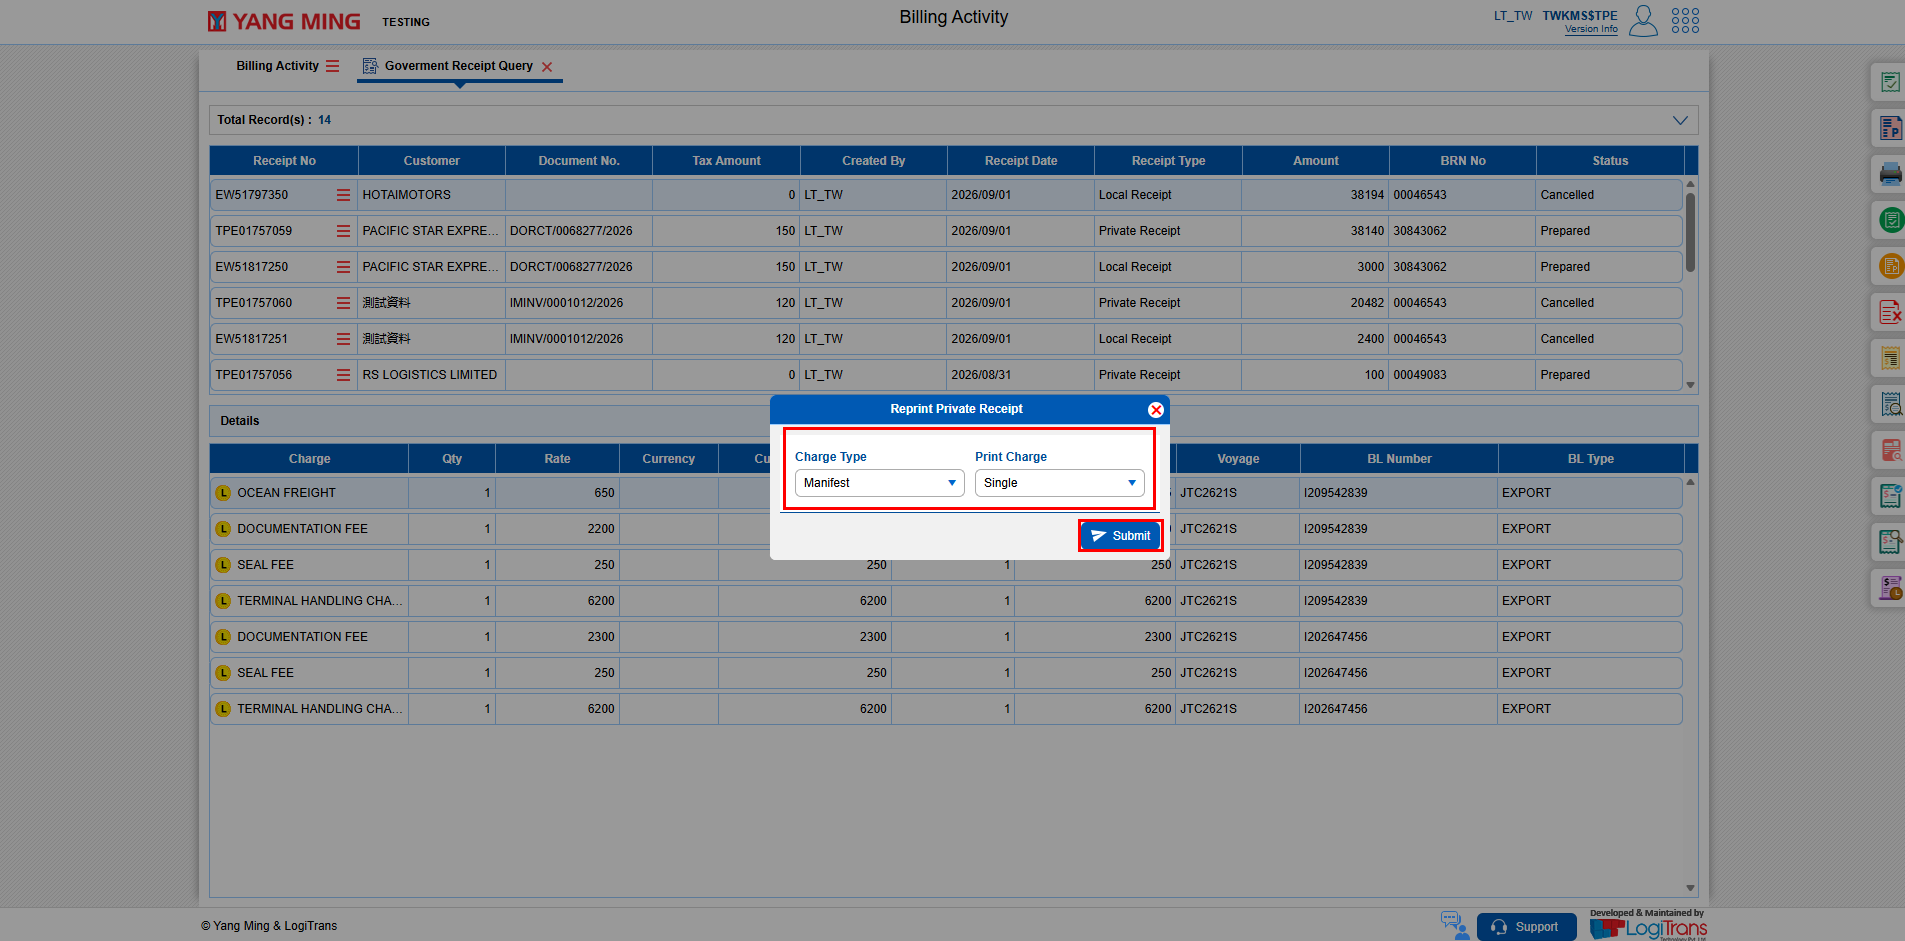 YANG MING TESTING Billing Activity LT_TW TWKMS$TPE
Version Info
Billing Activity Goverment Receipt Query
Total Record(s) : 14
Receipt No Customer Document No. Tax Amount Created By Receipt Date Receipt Type Amount BRN No Status
EW51797350 HOTAIMOTORS 0 LT_TW 2026/09/01 Local Receipt 38194 00046543 Cancelled
TPE01757059 PACIFIC STAR EXPRE... DORCT/0068277/2026 150 LT_TW 2026/09/01 Private Receipt 38140 30843062 Prepared
EW51817250 PACIFIC STAR EXPRE... DORCT/0068277/2026 150 LT_TW 2026/09/01 Local Receipt 3000 30843062 Prepared
TPE01757060 測試資料 IMINV/0001012/2026 120 LT_TW 2026/09/01 Private Receipt 20482 00046543 Cancelled
EW51817251 測試資料 IMINV/0001012/2026 120 LT_TW 2026/09/01 Local Receipt 2400 00046543 Cancelled
TPE01757056 RS LOGISTICS LIMITED 0 LT_TW 2026/08/31 Private Receipt 100 00049083 Prepared
Reprint Private Receipt
Details
Charge Type Print Charge
Manifest Single
Submit
Charge Qty Rate Currency Cu Voyage BL Number BL Type
L OCEAN FREIGHT 1 650 JTC2621S I209542839 EXPORT
L DOCUMENTATION FEE 1 2200 JTC2621S I209542839 EXPORT
L SEAL FEE 1 250 250 1 250 JTC2621S I209542839 EXPORT
L TERMINAL HANDLING CHA... 1 6200 6200 1 6200 JTC2621S I209542839 EXPORT
L DOCUMENTATION FEE 1 2300 2300 1 2300 JTC2621S I202647456 EXPORT
L SEAL FEE 1 250 250 1 250 JTC2621S I202647456 EXPORT
L TERMINAL HANDLING CHA... 1 6200 6200 1 6200 JTC2621S I202647456 EXPORT
© Yang Ming & LogiTrans
Support
Developed & Maintained by
LogiTrans